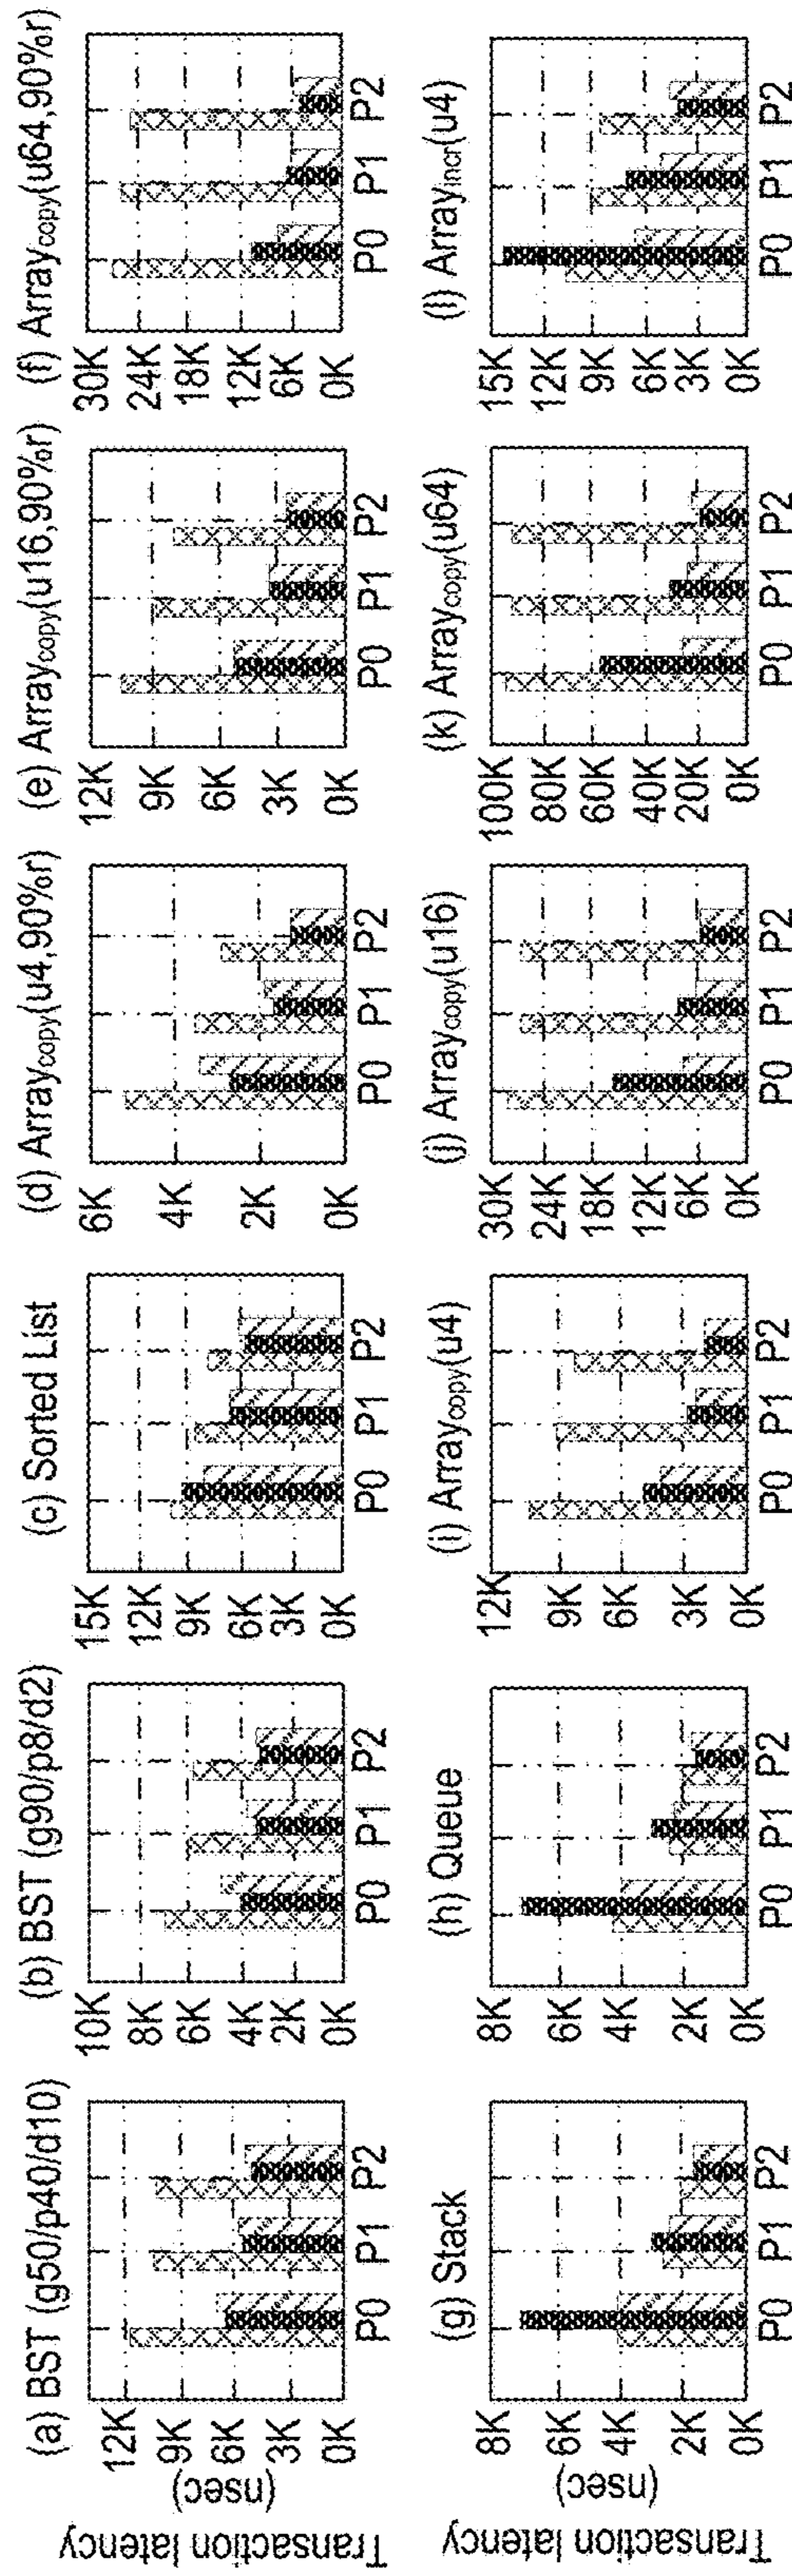 (a) BST (g50/p40/d10)
Transaction latency
(nsec)
12K
9K
6K
3K
0K
P0 P1 P2
(b) BST (g90/p8/d2)
10K
8K
6K
4K
2K
0K
P0 P1 P2
(c) Sorted List
15K
12K
9K
6K
3K
0K
P0 P1 P2
(d) Arraycopy(u4,90%r)
6K
4K
2K
0K
P0 P1 P2
(e) Arraycopy(u16,90%r)
12K
9K
6K
3K
0K
P0 P1 P2
(f) Arraycopy(u64,90%r)
30K
24K
18K
12K
6K
0K
P0 P1 P2
(g) Stack
Transaction latency
(nsec)
8K
6K
4K
2K
0K
P0 P1 P2
(h) Queue
8K
6K
4K
2K
0K
P0 P1 P2
(i) Arraycopy(u4)
12K
9K
6K
3K
0K
P0 P1 P2
(j) Arraycopy(u16)
30K
24K
18K
12K
6K
0K
P0 P1 P2
(k) Arraycopy(u64)
100K
80K
60K
40K
20K
0K
P0 P1 P2
(l) Arrayincr(u4)
15K
12K
9K
6K
3K
0K
P0 P1 P2